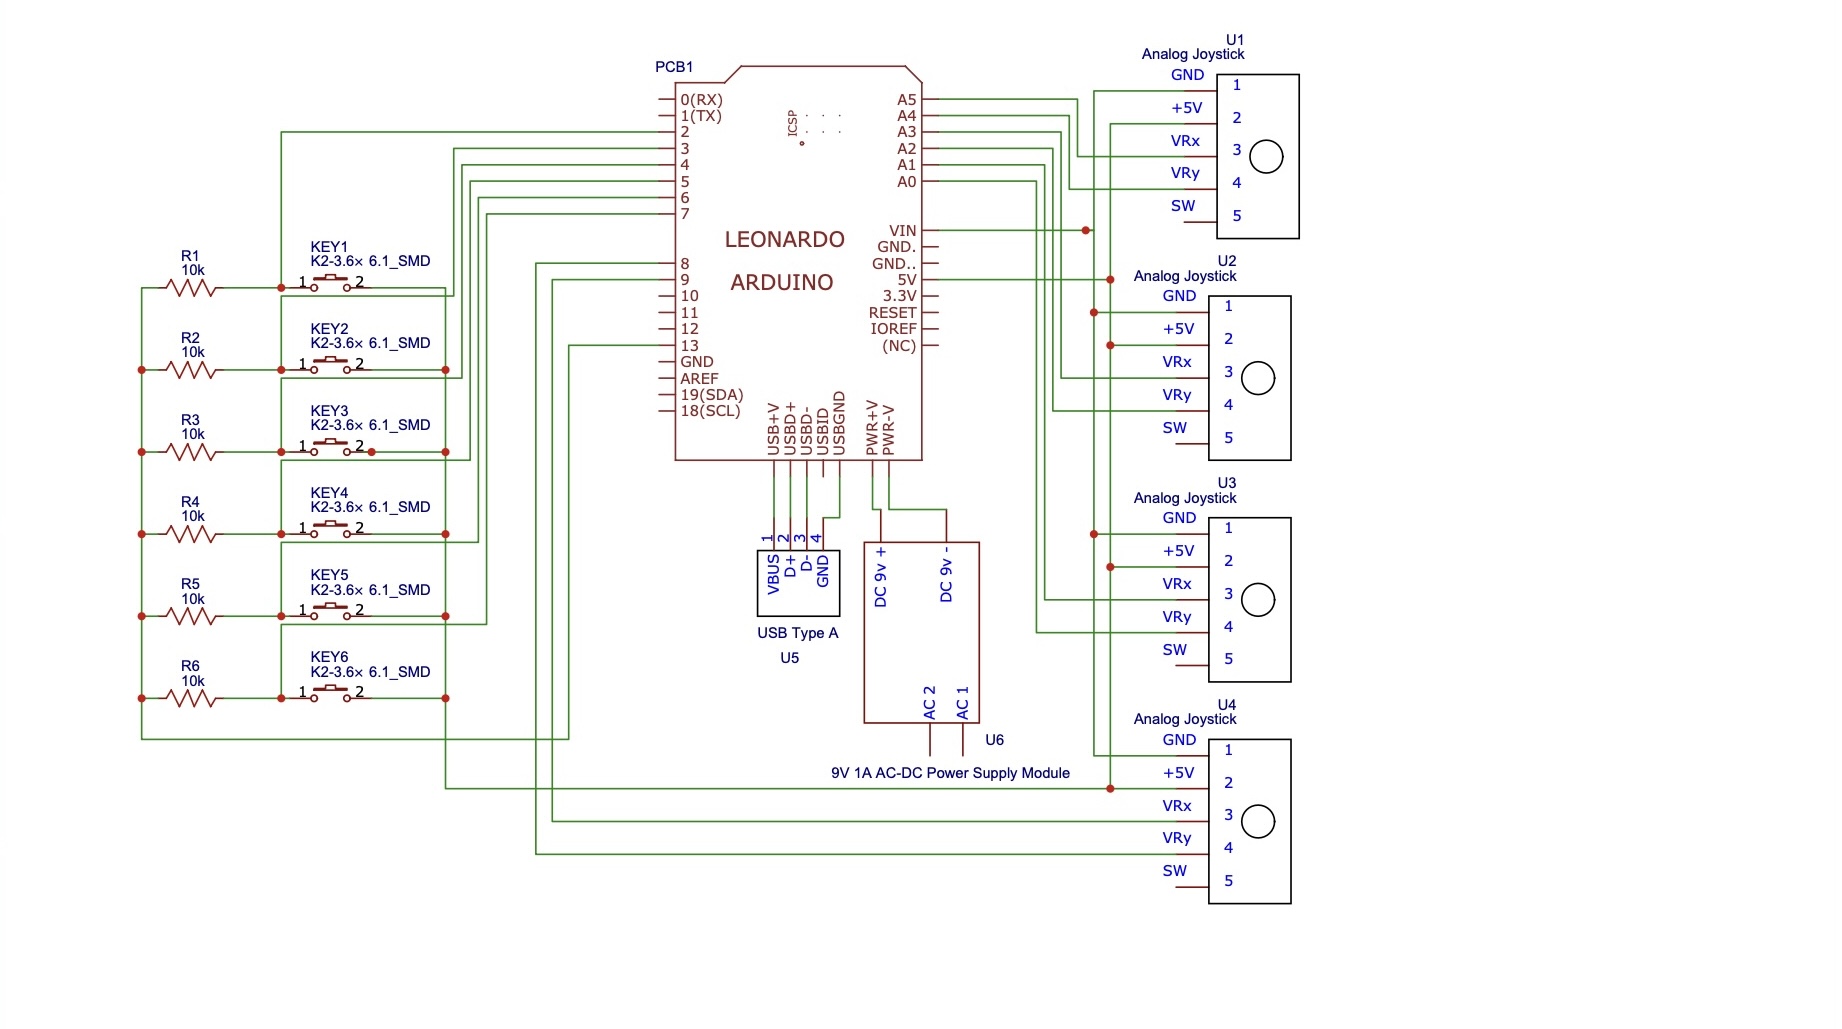 PCB1
0(RX)
1(TX)
2
3
4
5
6
7
8
9
10
11
12
13
GND
AREF
19(SDA)
18(SCL)
ICSP
LEONARDO
ARDUINO
A5
A4
A3
A2
A1
A0
VIN
GND.
GND..
5V
3.3V
RESET
IOREF
(NC)
USB+V
USBD+
USBD-
USBID
USBGND
PWR+V
PWR-V
R1
10k
KEY1
K2-3.6× 6.1_SMD
1 2
R2
10k
KEY2
K2-3.6× 6.1_SMD
1 2
R3
10k
KEY3
K2-3.6× 6.1_SMD
1 2
R4
10k
KEY4
K2-3.6× 6.1_SMD
1 2
R5
10k
KEY5
K2-3.6× 6.1_SMD
1 2
R6
10k
KEY6
K2-3.6× 6.1_SMD
1 2
1
2
3
4
VBUS
D+
D-
GND
USB Type A
U5
DC 9v +
DC 9v -
AC 2
AC 1
U6
9V 1A AC-DC Power Supply Module
U1
Analog Joystick
GND 1
+5V 2
VRx 3
VRy 4
SW 5
U2
Analog Joystick
GND 1
+5V 2
VRx 3
VRy 4
SW 5
U3
Analog Joystick
GND 1
+5V 2
VRx 3
VRy 4
SW 5
U4
Analog Joystick
GND 1
+5V 2
VRx 3
VRy 4
SW 5